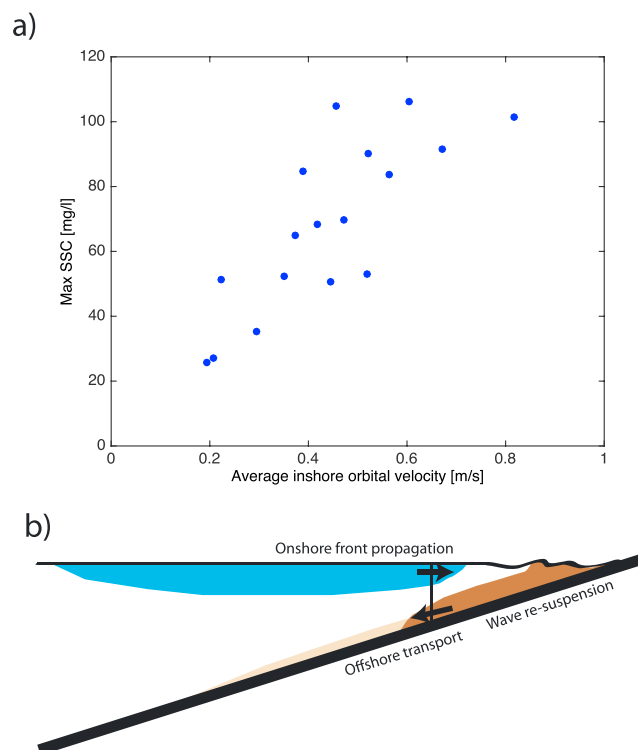 a)
120
100
80
60
40
20
0
Max SSC [mg/l]
0 0.2 0.4 0.6 0.8 1
Average inshore orbital velocity [m/s]
b)
Onshore front propagation
Wave re-suspension
Offshore transport